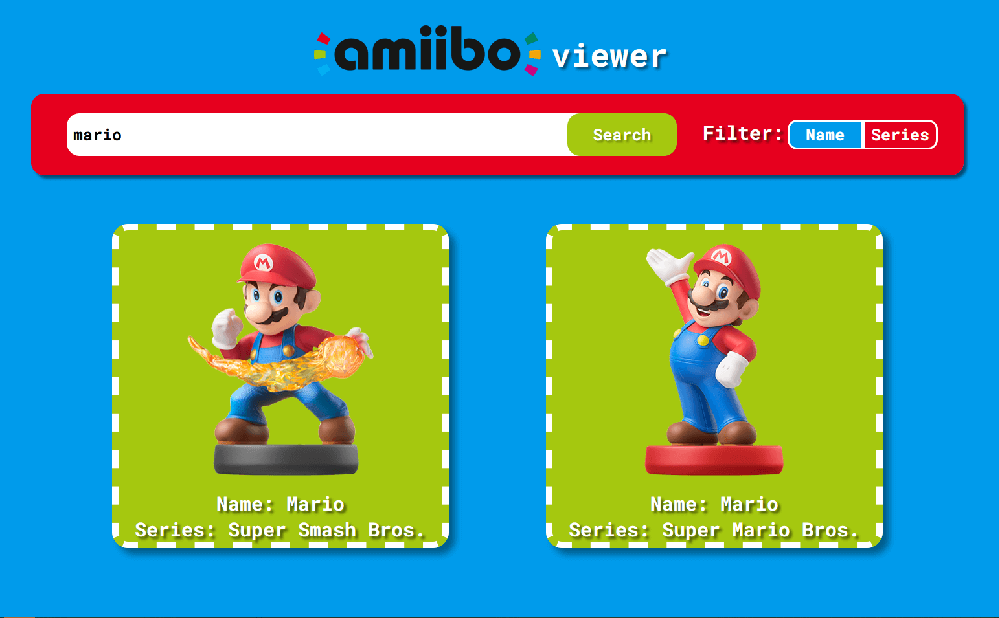 amiibo viewer
mario
Search
Filter:
Name
Series
M
M
Name: Mario
Series: Super Smash Bros.
Name: Mario
Series: Super Mario Bros.